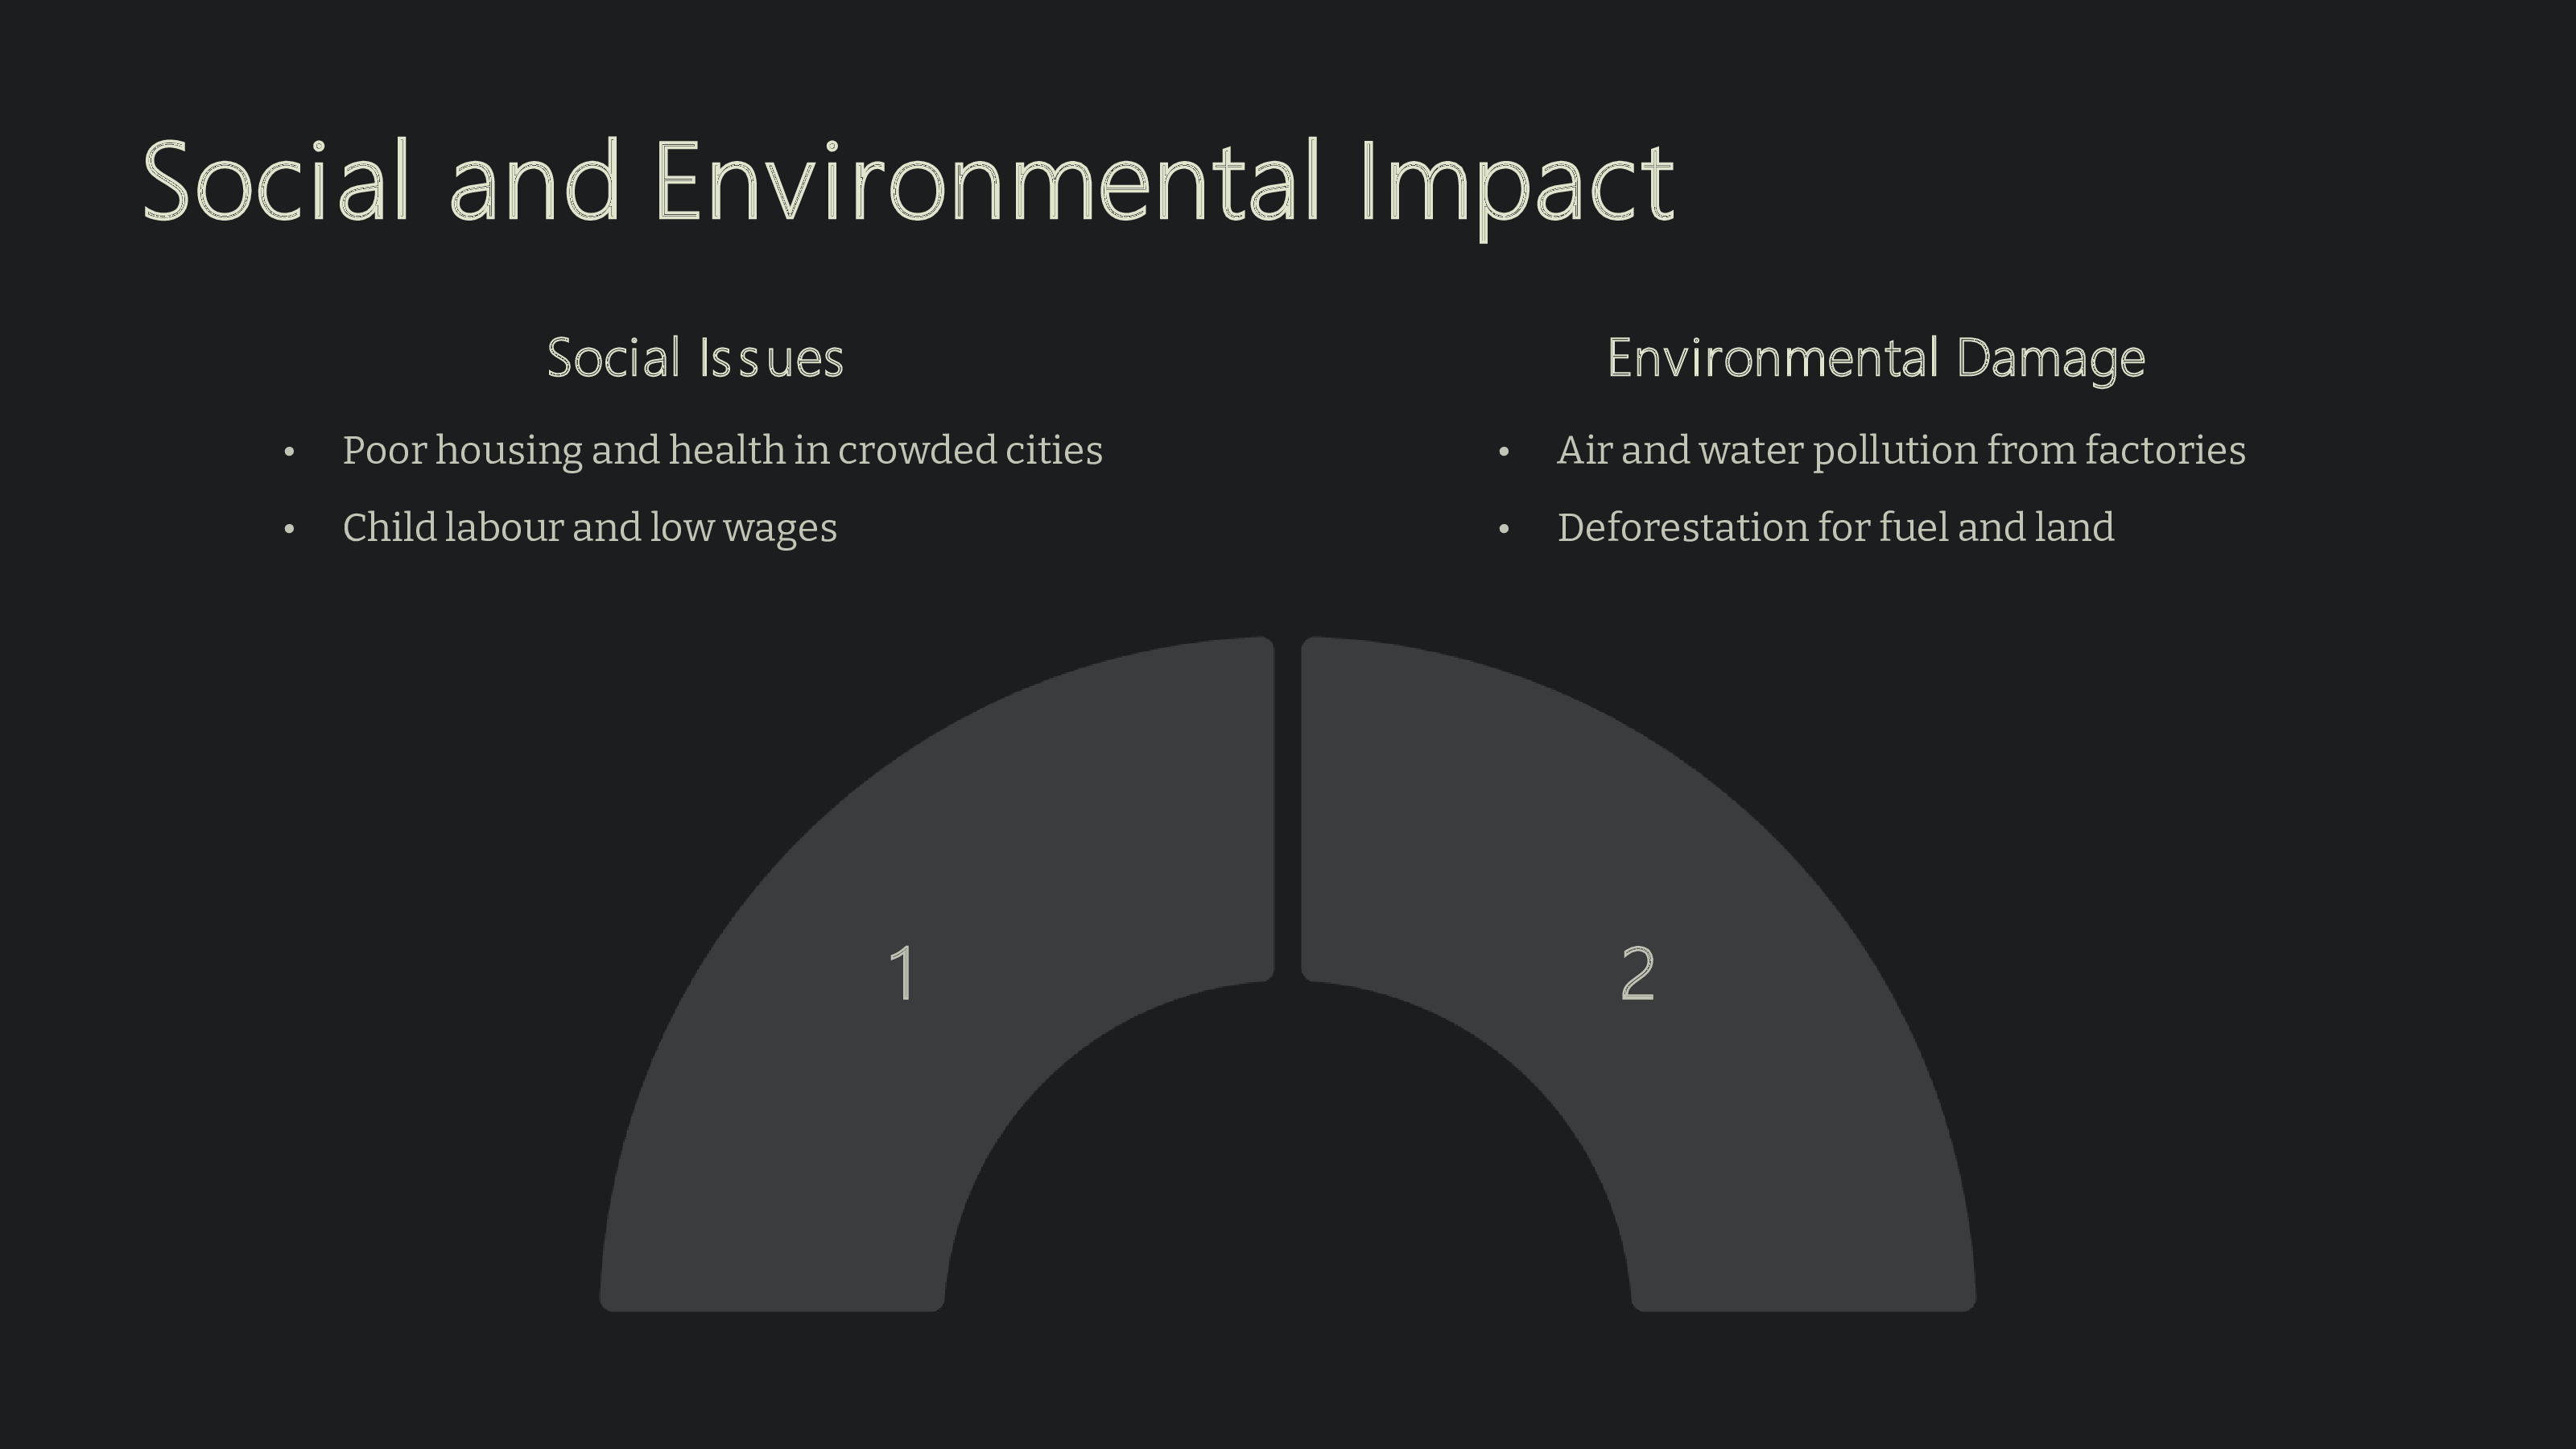 Social and Environmental Impact
Social Issues
• Poor housing and health in crowded cities
• Child labour and low wages
Environmental Damage
• Air and water pollution from factories
• Deforestation for fuel and land
1
2